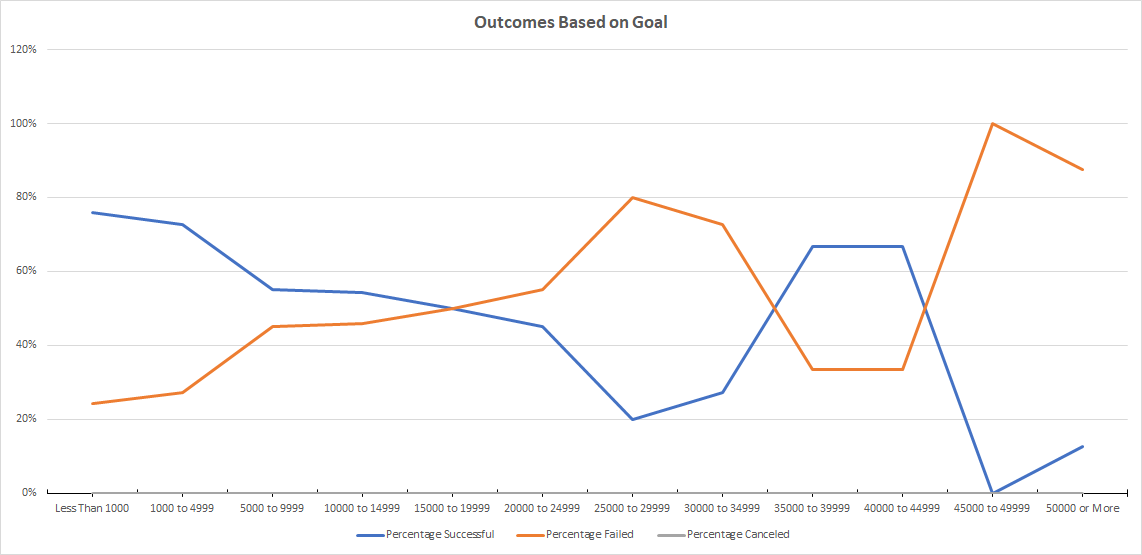 Outcomes Based on Goal
120%
100%
80%
60%
40%
20%
0%
Less Than 1000 1000 to 4999 5000 to 9999 10000 to 14999 15000 to 19999 20000 to 24999 25000 to 29999 30000 to 34999 35000 to 39999 40000 to 44999 45000 to 49999 50000 or More
Percentage Successful Percentage Failed Percentage Canceled